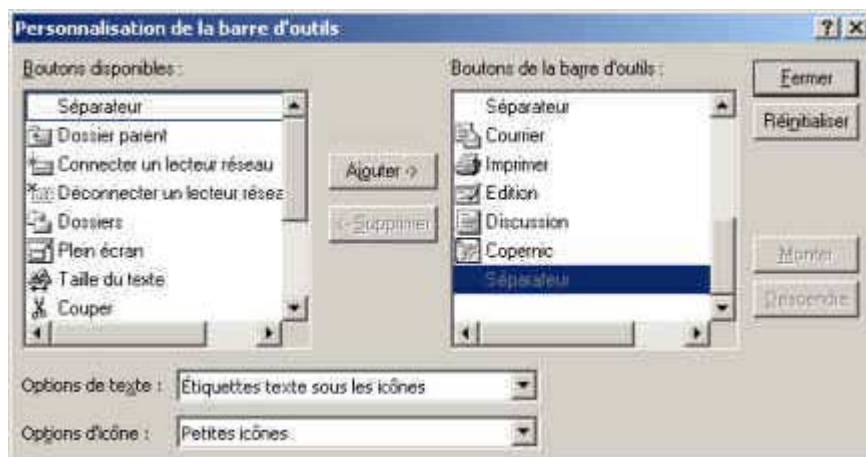 Personnalisation de la barre d'outils
Boutons disponibles :
Séparateur
Dossier parent
Connecter un lecteur réseau
Déconnecter un lecteur résea
Dossiers
Plein écran
Taille du texte
Couper
Ajouter ->
<- Supprimer
Boutons de la barre d'outils :
Séparateur
Courrier
Imprimer
Edition
Discussion
Copernic
Séparateur
Fermer
Réinitialiser
Monter
Descendre
Options de texte : Étiquettes texte sous les icônes
Options d'icône : Petites icônes